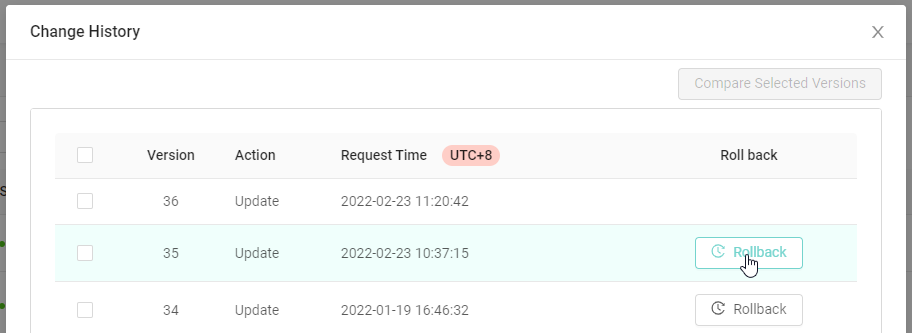 Change History
Compare Selected Versions
Version Action Request Time UTC+8 Roll back
36 Update 2022-02-23 11:20:42
35 Update 2022-02-23 10:37:15 Rollback
34 Update 2022-01-19 16:46:32 Rollback